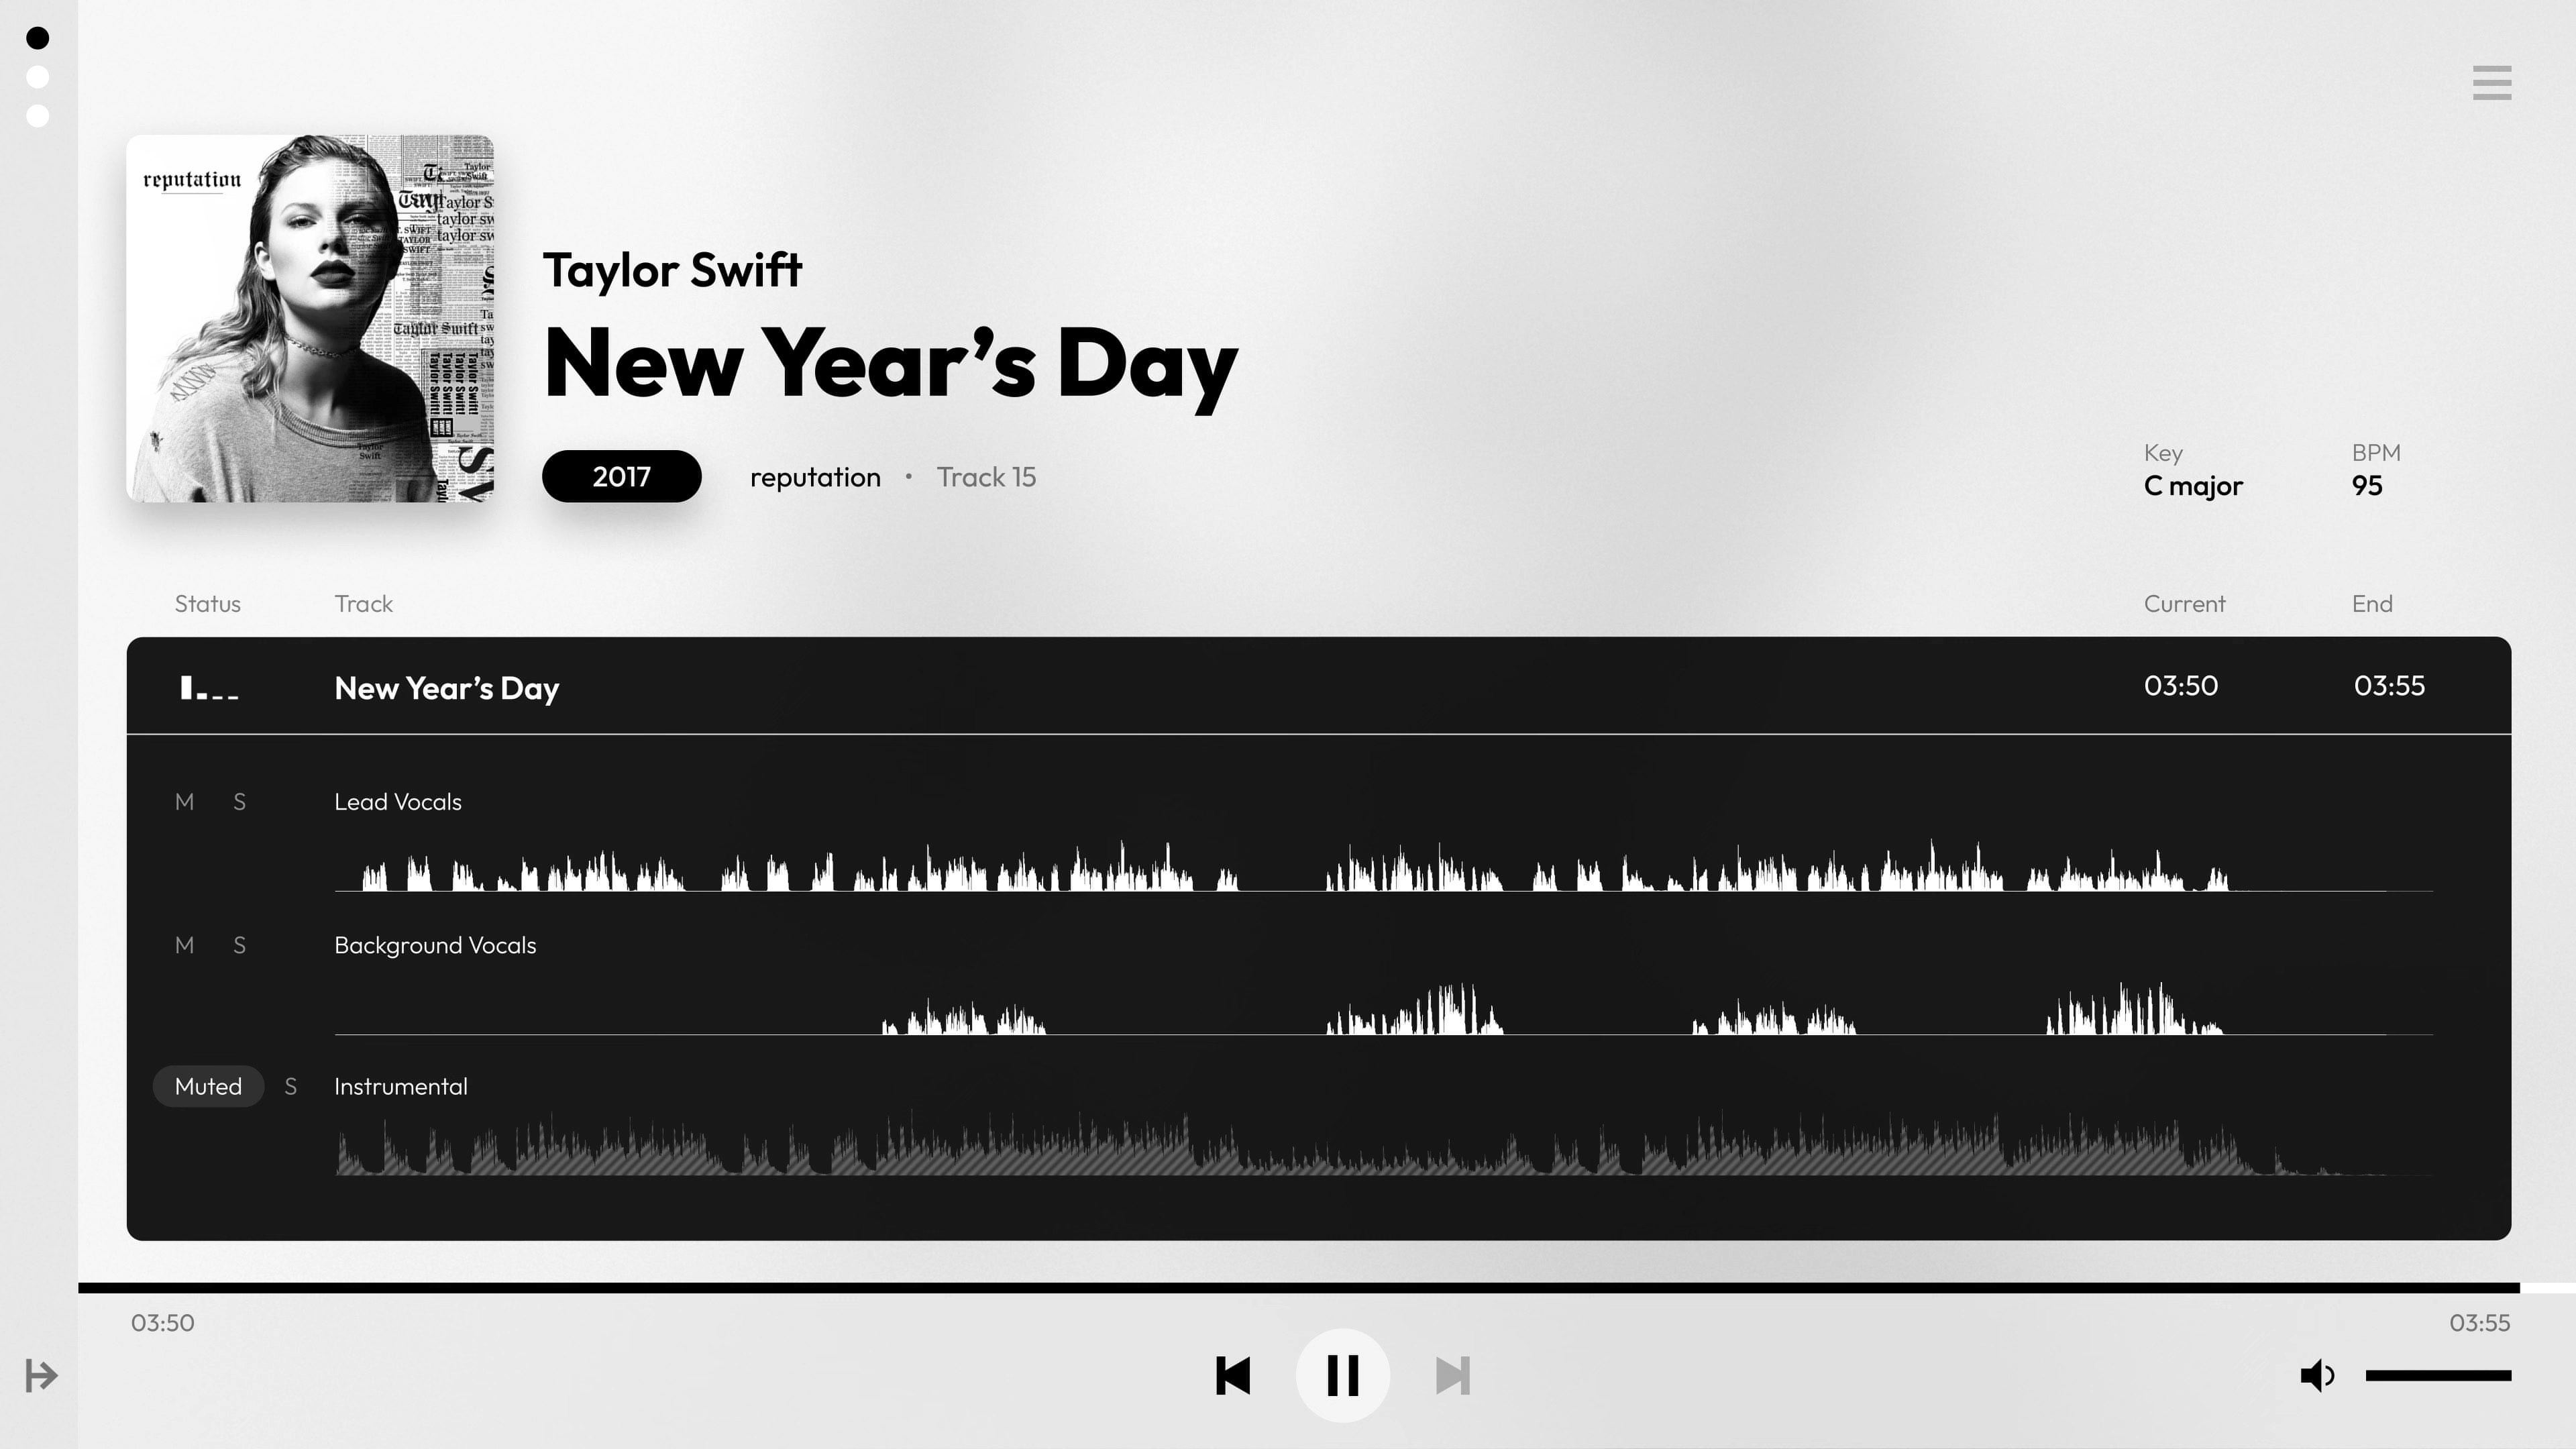 reputation
Taylor Swift
New Year’s Day
2017
reputation • Track 15
Key
BPM
C major
95
Status
Track
Current
End
New Year’s Day
03:50
03:55
M S Lead Vocals
M S Background Vocals
Muted S Instrumental
03:50
03:55